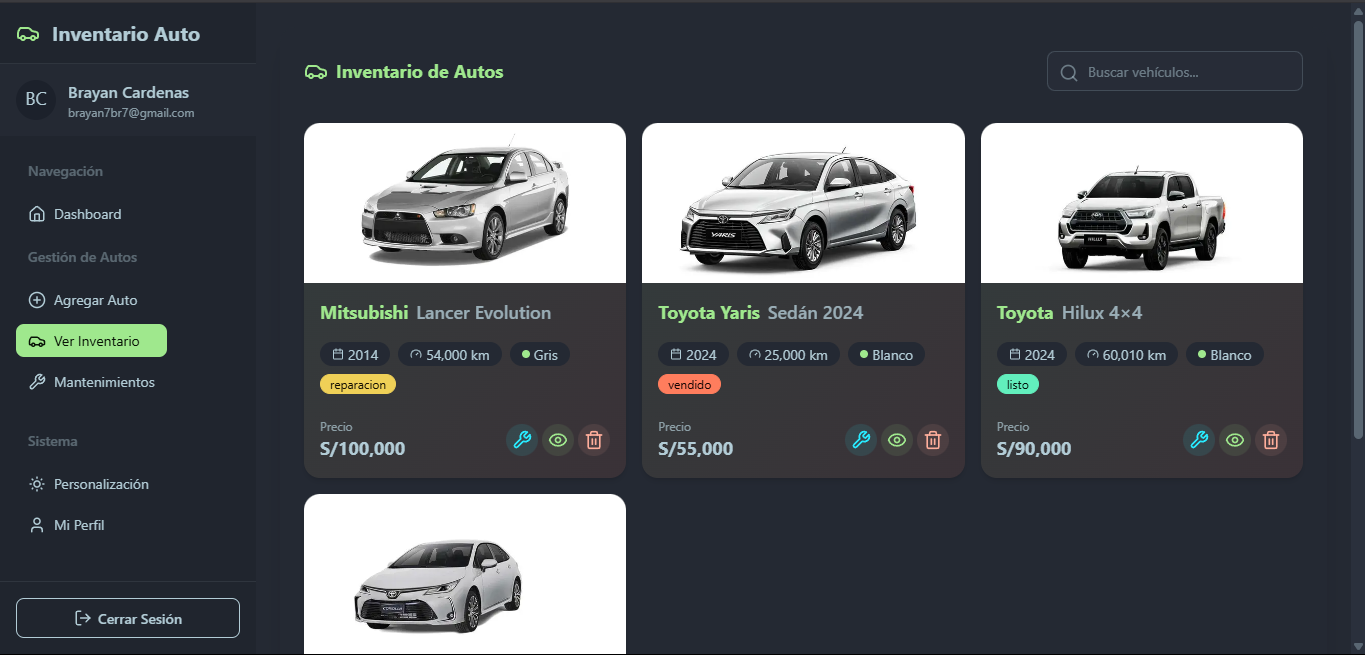 Inventario Auto
BC
Brayan Cardenas
brayan7br7@gmail.com
Navegación
Dashboard
Gestión de Autos
Agregar Auto
Ver Inventario
Mantenimientos
Sistema
Personalización
Mi Perfil
Cerrar Sesión
Inventario de Autos
Buscar vehículos...
Mitsubishi Lancer Evolution
2014 54,000 km Gris
reparacion
Precio
S/100,000
YARIS
Toyota Yaris Sedán 2024
2024 25,000 km Blanco
vendido
Precio
S/55,000
HILUX
Toyota Hilux 4×4
2024 60,010 km Blanco
listo
Precio
S/90,000
COROLLA